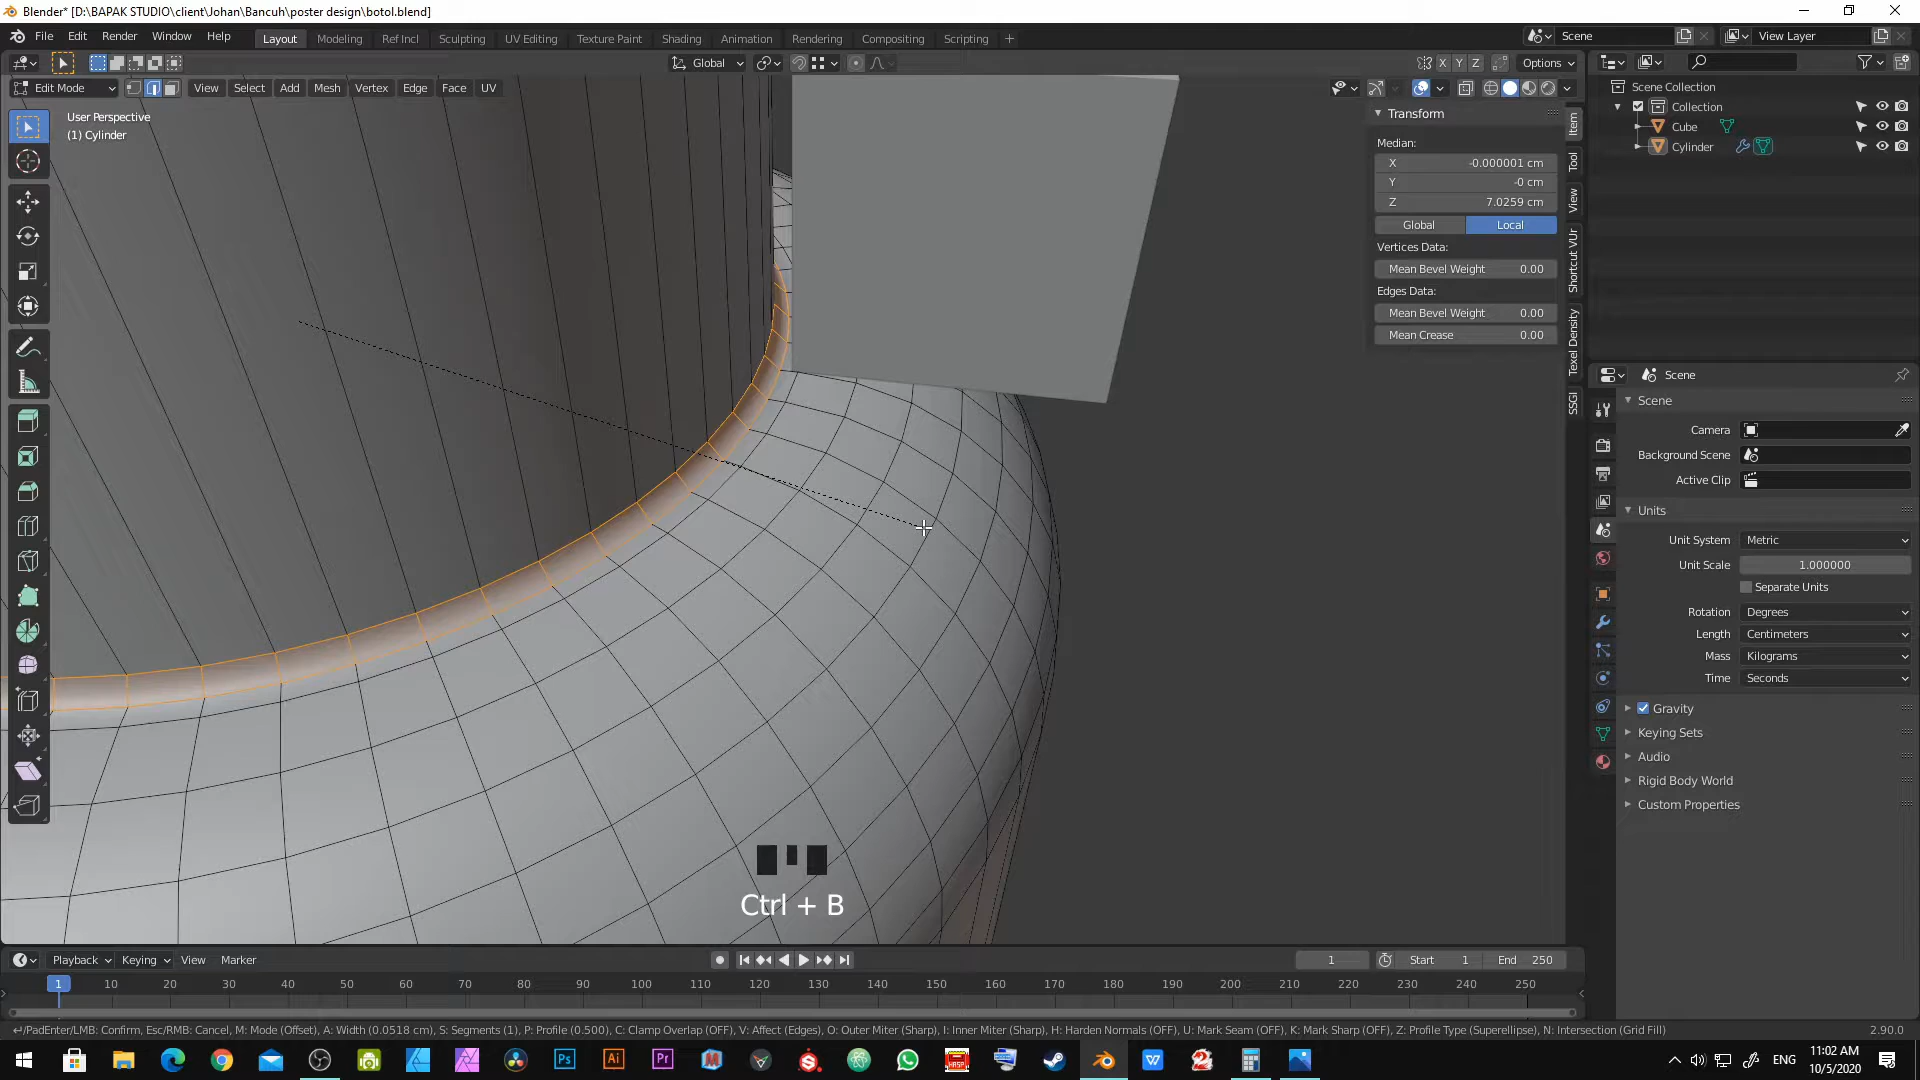 Blender* [D:\BAPAK STUDIO\client\Johan\Bancuh\poster design\botol.blend]
File Edit Render Window Help Layout Modeling Ref Incl Sculpting UV Editing Texture Paint Shading Animation Rendering Compositing Scripting + Scene View Layer
Global X Y Z Options
Edit Mode View Select Add Mesh Vertex Edge Face UV
User Perspective
(1) Cylinder
Transform
Median:
X -0.000001 cm
Y -0 cm
Z 7.0259 cm
Global Local
Vertices Data:
Mean Bevel Weight 0.00
Edges Data:
Mean Bevel Weight 0.00
Mean Crease 0.00
Item
Tool
View
Shortcut VUr
Texel Density
SSGI
Scene Collection
Collection
Cube
Cylinder
Scene
Scene
Camera
Background Scene
Active Clip
Units
Unit System Metric
Unit Scale 1.000000
Separate Units
Rotation Degrees
Length Centimeters
Mass Kilograms
Time Seconds
Gravity
Keying Sets
Audio
Rigid Body World
Custom Properties
Ctrl + B
Playback Keying View Marker 1 Start 1 End 250
1 10 20 30 40 50 60 70 80 90 100 110 120 130 140 150 160 170 180 190 200 210 220 230 240 250
↵/PadEnter/LMB: Confirm, Esc/RMB: Cancel, M: Mode (Offset), A: Width (0.0518 cm), S: Segments (1), P: Profile (0.500), C: Clamp Overlap (OFF), V: Affect (Edges), O: Outer Miter (Sharp), I: Inner Miter (Sharp), H: Harden Normals (OFF), U: Mark Seam (OFF), K: Mark Sharp (OFF), Z: Profile Type (Superellipse), N: Intersection (Grid Fill) 2.90.0
Ps Ai Pr ENG 11:02 AM
10/5/2020